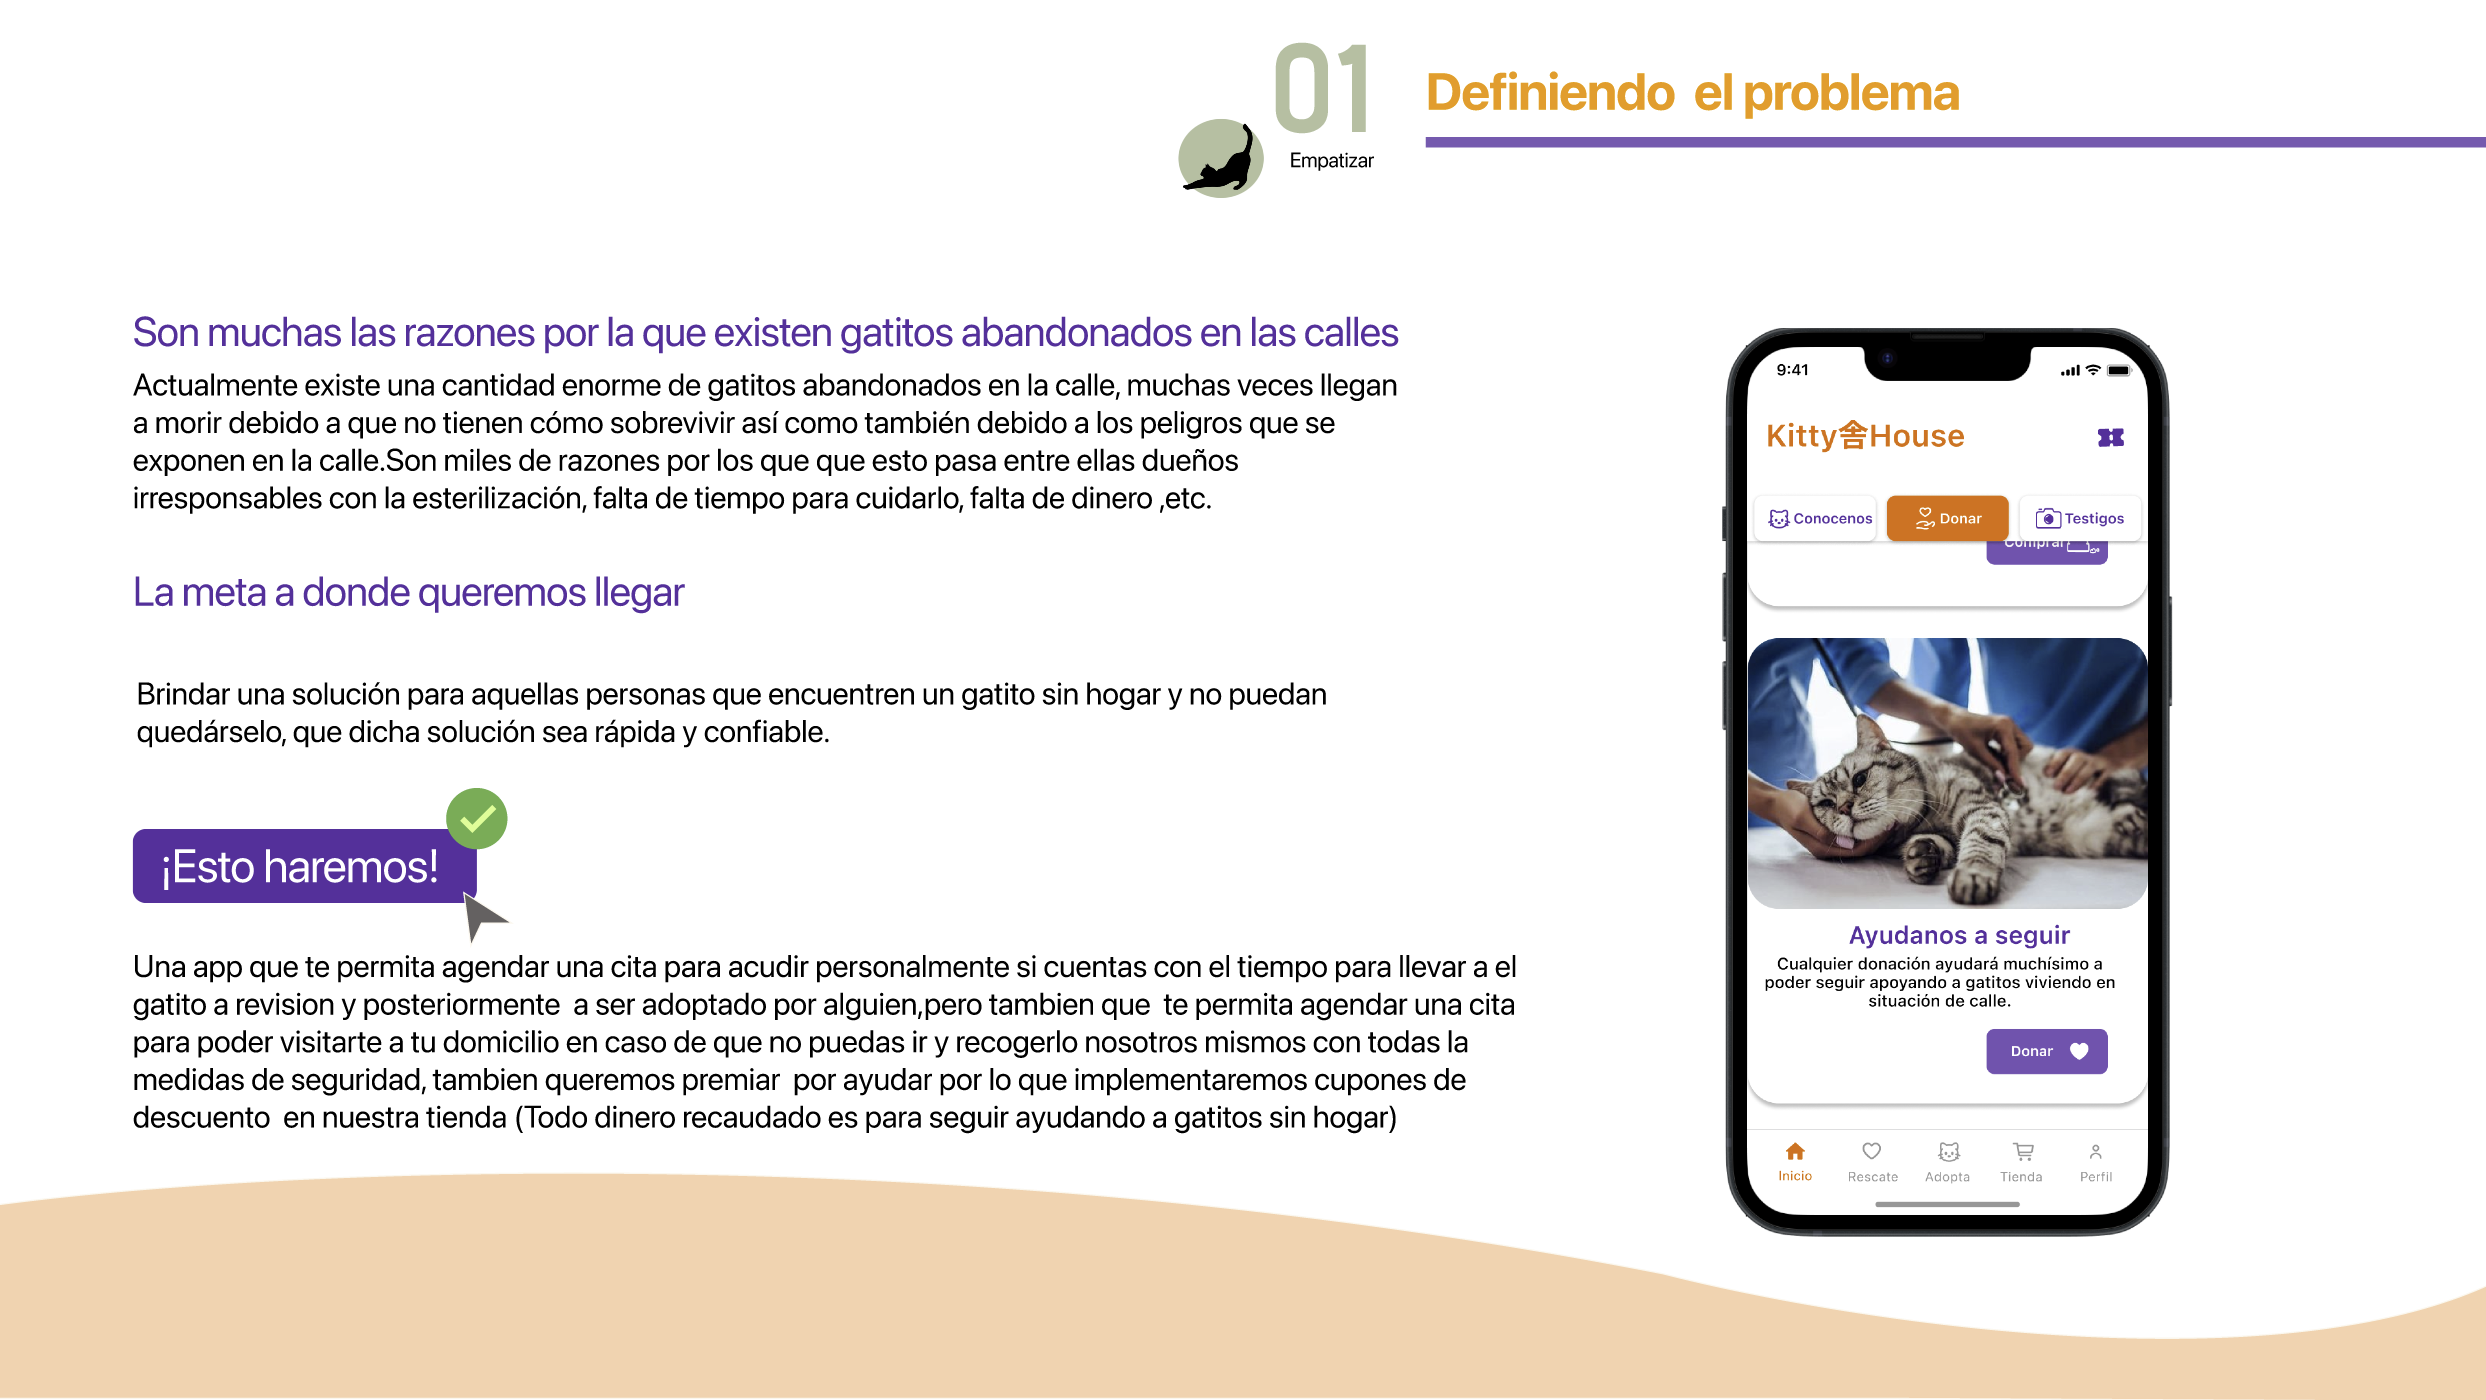 01
Empatizar
Definiendo  el problema
Son muchas las razones por la que existen gatitos abandonados en las calles
Actualmente existe una cantidad enorme de gatitos abandonados en la calle, muchas veces llegan
a morir debido a que no tienen cómo sobrevivir así como también debido a los peligros que se
exponen en la calle.Son miles de razones por los que que esto pasa entre ellas dueños
irresponsables con la esterilización, falta de tiempo para cuidarlo, falta de dinero ,etc.
La meta a donde queremos llegar
Brindar una solución para aquellas personas que encuentren un gatito sin hogar y no puedan
quedárselo, que dicha solución sea rápida y confiable.
¡Esto haremos!
Una app que te permita agendar una cita para acudir personalmente si cuentas con el tiempo para llevar a el
gatito a revision y posteriormente  a ser adoptado por alguien,pero tambien que  te permita agendar una cita
para poder visitarte a tu domicilio en caso de que no puedas ir y recogerlo nosotros mismos con todas la
medidas de seguridad, tambien queremos premiar  por ayudar por lo que implementaremos cupones de
descuento  en nuestra tienda (Todo dinero recaudado es para seguir ayudando a gatitos sin hogar)
9:41
Kitty舍House
Conocenos Donar Testigos
Comprar
Ayudanos a seguir
Cualquier donación ayudará muchísimo a
poder seguir apoyando a gatitos viviendo en
situación de calle.
Donar
Inicio Rescate Adopta Tienda Perfil